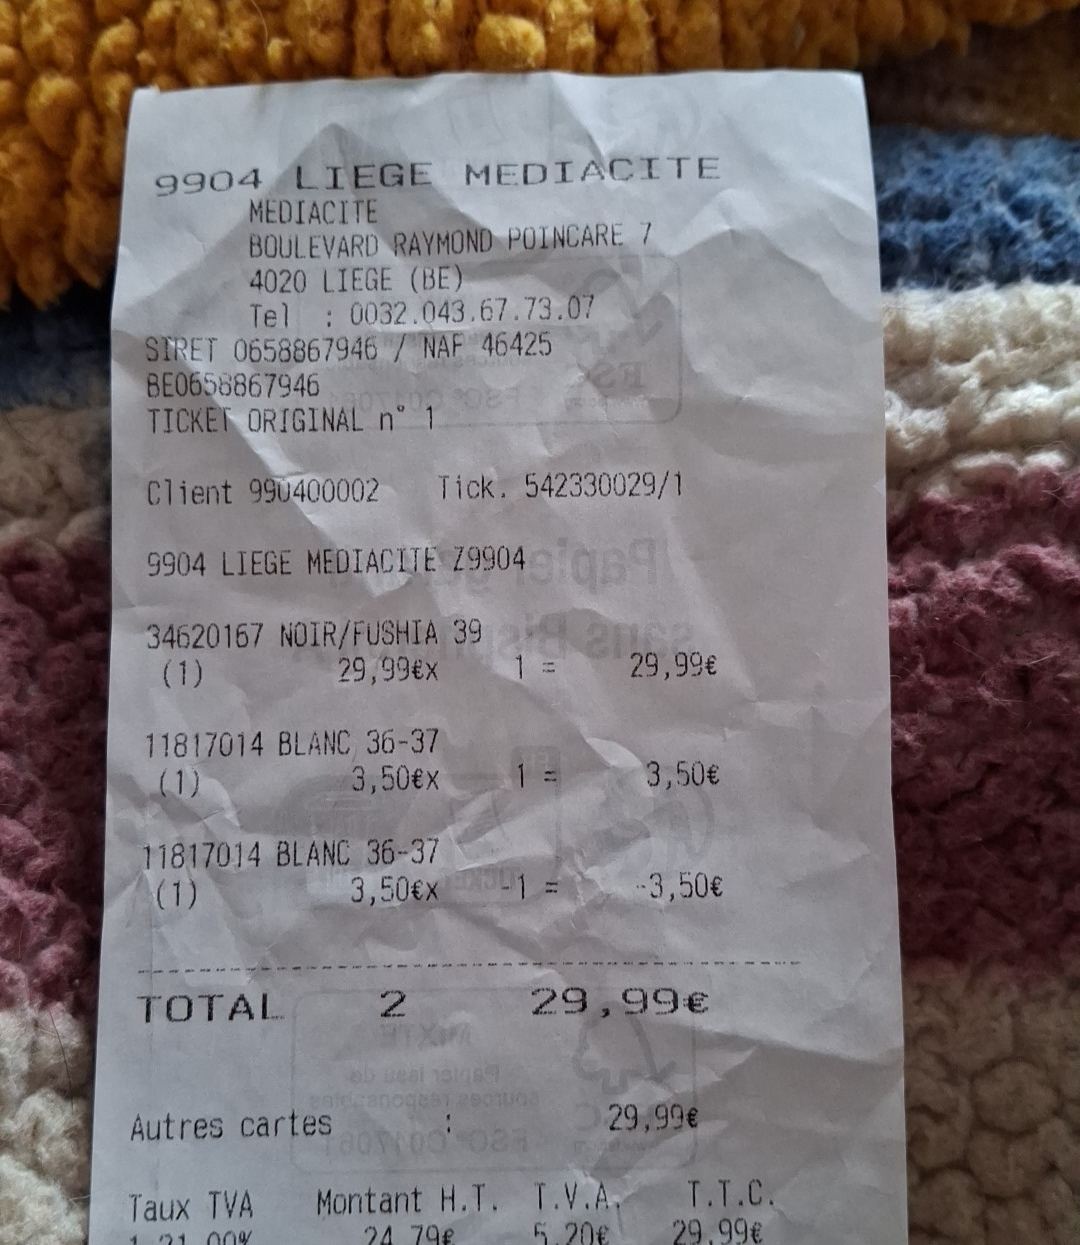 9904 LIEGE MEDIACITE
MEDIACITE
BOULEVARD RAYMOND POINCARE 7
4020 LIEGE (BE)
Tel : 0032.043.67.73.07
SIRET 0658867946 / NAF 46425
BE0658867946
TICKET ORIGINAL n° 1
Client 990400002 Tick. 542330029/1
9904 LIEGE MEDIACITE Z9904
34620167 NOIR/FUSHIA 39
(1) 29,99€x 1 = 29,99€
11817014 BLANC 36-37
(1) 3,50€x 1 = 3,50€
11817014 BLANC 36-37
(1) 3,50€x -1 = -3,50€
TOTAL 2 29,99€
Autres cartes : 29,99€
Taux TVA Montant H.T. T.V.A. T.T.C.
1 21,00% 24,79€ 5,20€ 29,99€